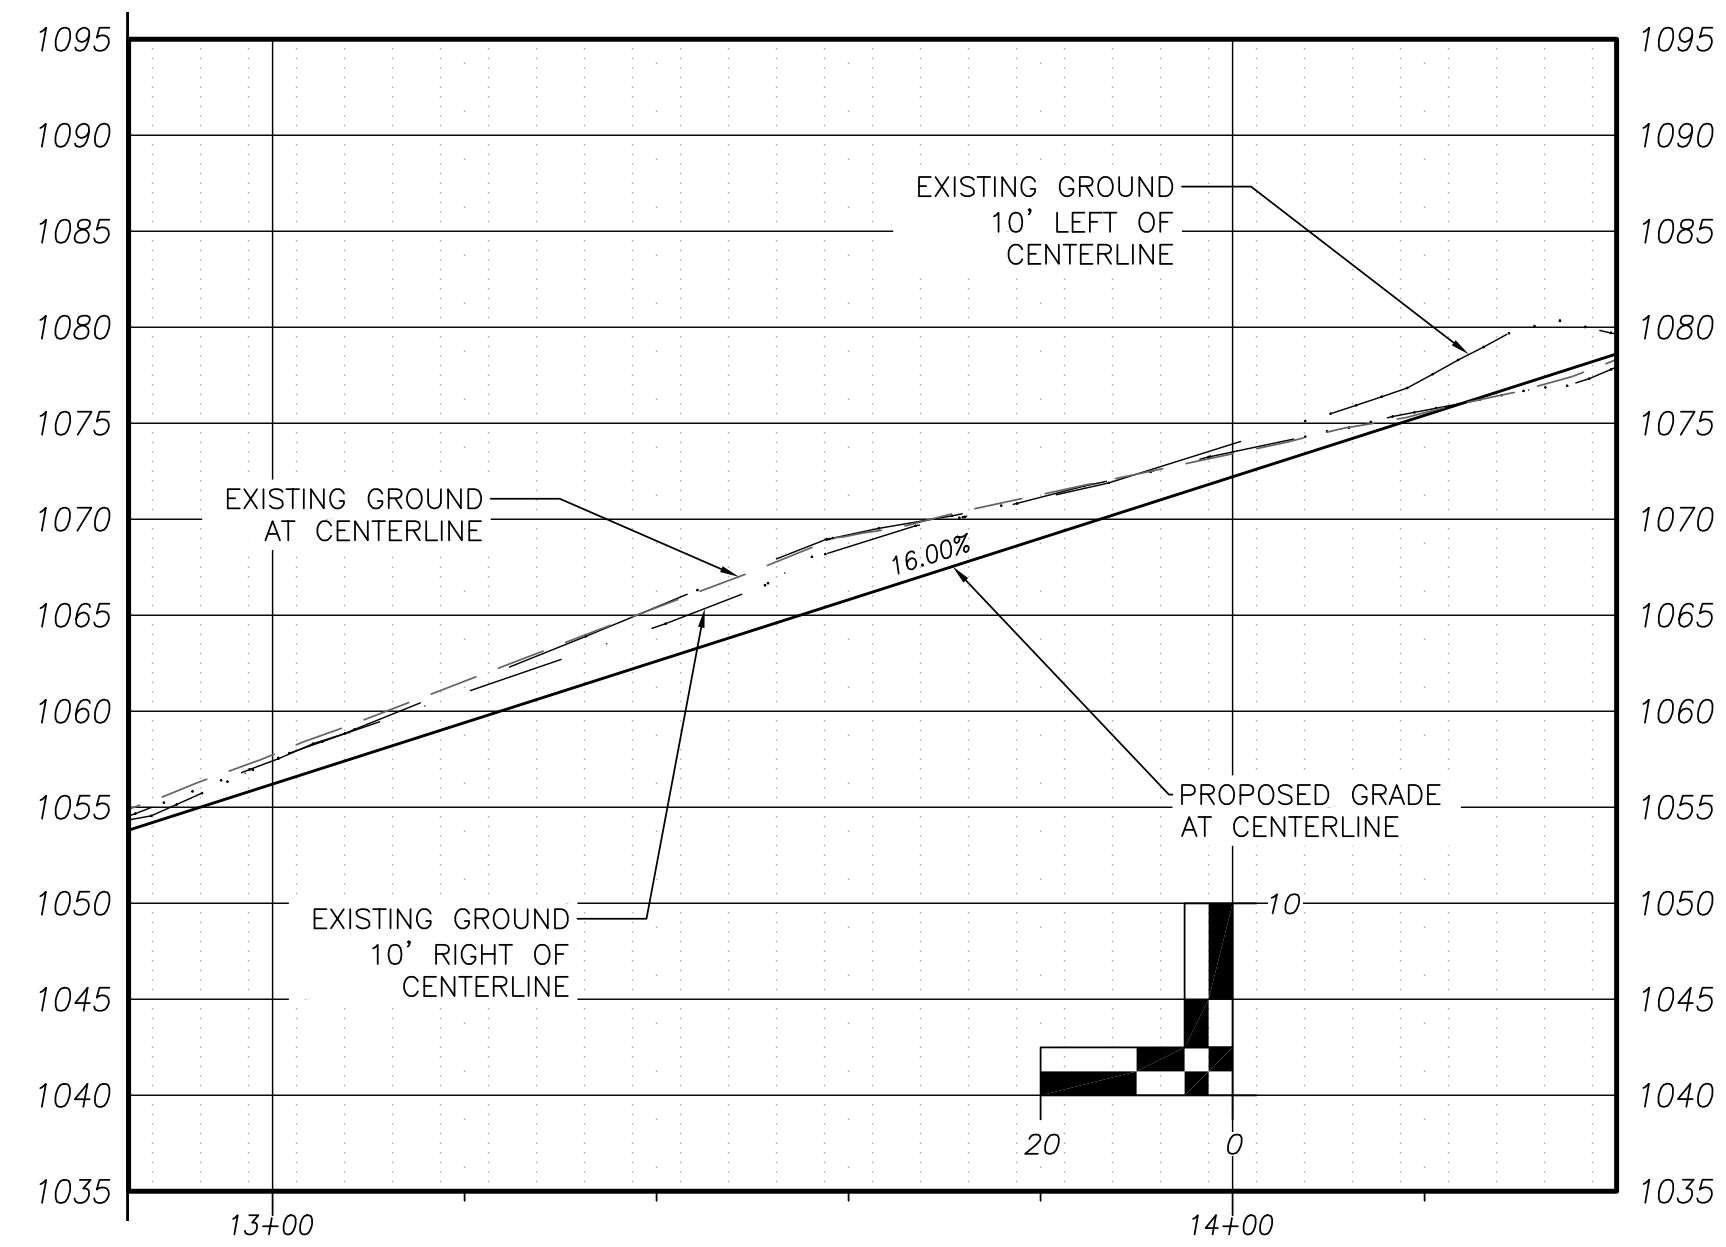 1095 1095
1090 1090
EXISTING GROUND
10' LEFT OF
CENTERLINE
1085 1085
1080 1080
1075 1075
EXISTING GROUND
AT CENTERLINE
1070 1070
16.00%
1065 1065
1060 1060
PROPOSED GRADE
AT CENTERLINE
1055 1055
EXISTING GROUND
10' RIGHT OF
CENTERLINE
1050 10 1050
1045 1045
1040 1040
20 0
1035 1035
13+00 14+00